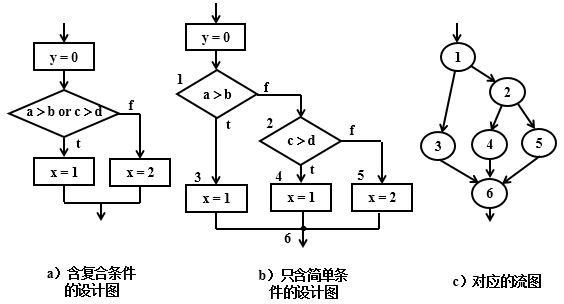 y = 0
a > b or c > d
f
t
x = 1
x = 2
a）含复合条件
的设计图
y = 0
1
a > b
f
t
2
c > d
f
t
3
x = 1
4
x = 1
5
x = 2
6
b）只含简单条
件的设计图
1
2
3
4
5
6
c）对应的流图